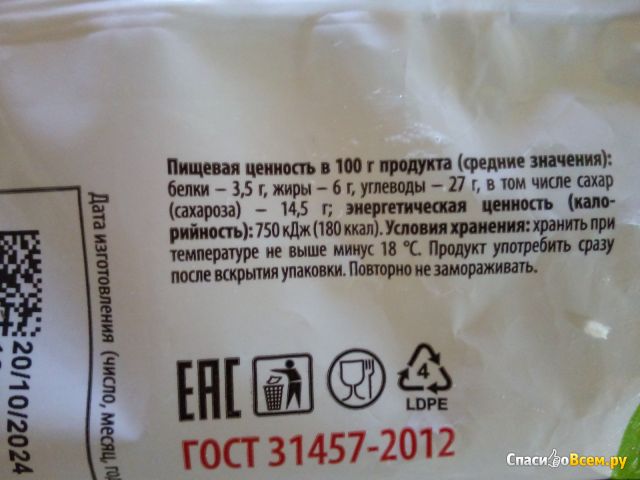 Пищевая ценность в 100 г продукта (средние значения):
белки – 3,5 г, жиры – 6 г, углеводы – 27 г, в том числе сахар
(сахароза) – 14,5 г; энергетическая ценность (кало-
рийность): 750 кДж (180 ккал). Условия хранения: хранить при
температуре не выше минус 18 °С. Продукт употребить сразу
после вскрытия упаковки. Повторно не замораживать.
Дата изготовления (число, месяц,
20/10/2024
EAC
4
LDPE
ГОСТ 31457-2012
СпасибоВсем.ру